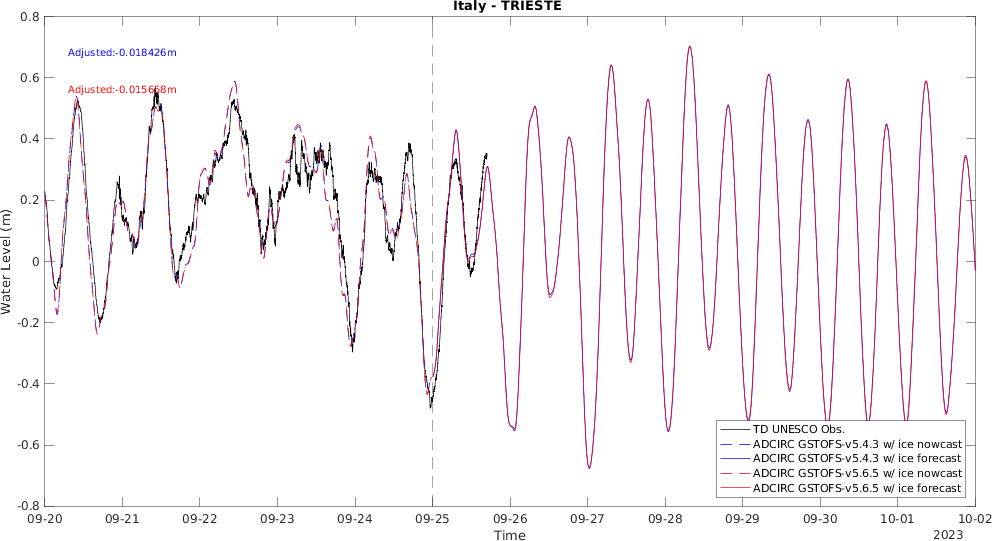 Italy - TRIESTE
0.8
0.6
0.4
0.2
0
-0.2
-0.4
-0.6
-0.8
Water Level (m)
Adjusted:-0.018426m
Adjusted:-0.015658m
TD UNESCO Obs.
ADCIRC GSTOFS-v5.4.3 w/ ice nowcast
ADCIRC GSTOFS-v5.4.3 w/ ice forecast
ADCIRC GSTOFS-v5.6.5 w/ ice nowcast
ADCIRC GSTOFS-v5.6.5 w/ ice forecast
09-20 09-21 09-22 09-23 09-24 09-25 09-26 09-27 09-28 09-29 09-30 10-01 10-02
Time
2023